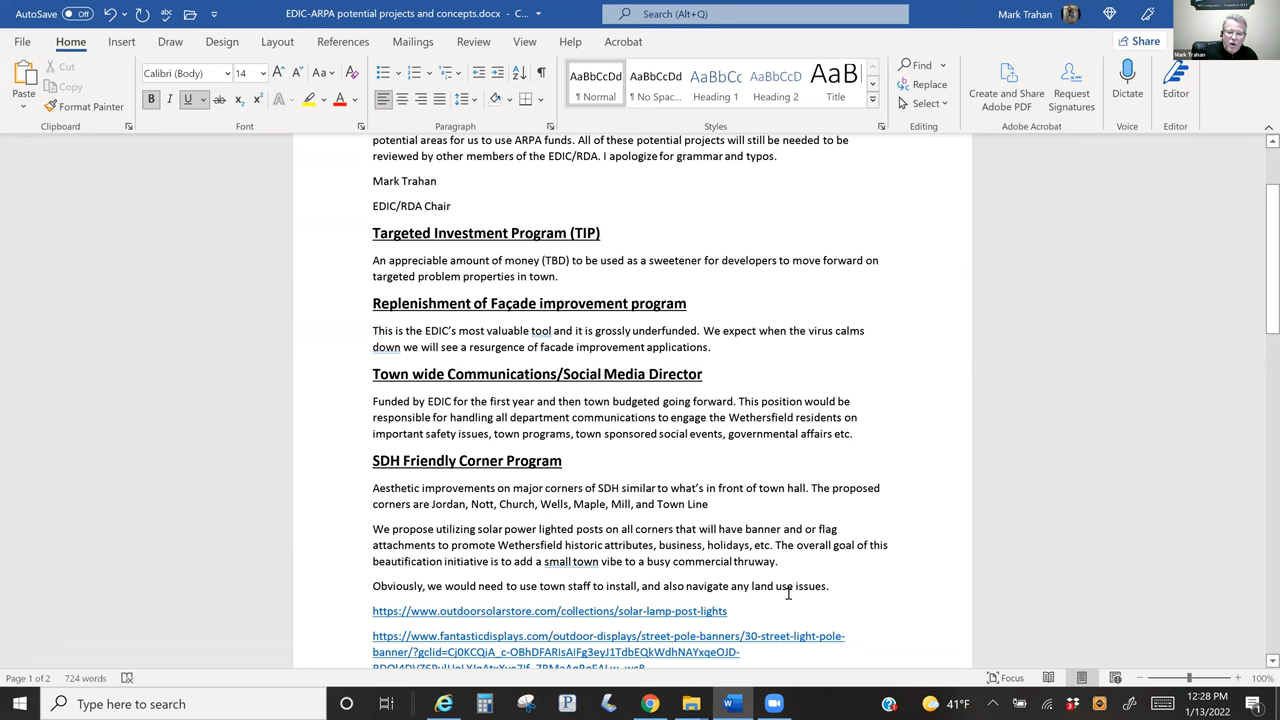 EDIC-ARPA potential projects and concepts.docx - Saved
AutoSave Off
Search (Alt+Q)
Mark Trahan
Mark Trahan
File Home Insert Draw Design Layout References Mailings Review View Help Acrobat
Share
Paste
Cut
Copy
Format Painter
Calibri (Body) 14
AaBbCcDd AaBbCcDd AaBbCc AaBbCcD AaB
¶ Normal ¶ No Spac... Heading 1 Heading 2 Title
Find
Replace
Select
Create and Share Adobe PDF
Request Signatures
Dictate
Editor
Clipboard Font Paragraph Styles Editing Adobe Acrobat Voice Editor
potential areas for us to use ARPA funds. All of these potential projects will still be needed to be
reviewed by other members of the EDIC/RDA. I apologize for grammar and typos.
Mark Trahan
EDIC/RDA Chair
Targeted Investment Program (TIP)
An appreciable amount of money (TBD) to be used as a sweetener for developers to move forward on
targeted problem properties in town.
Replenishment of Façade improvement program
This is the EDIC's most valuable tool and it is grossly underfunded. We expect when the virus calms
down we will see a resurgence of facade improvement applications.
Town wide Communications/Social Media Director
Funded by EDIC for the first year and then town budgeted going forward. This position would be
responsible for handling all department communications to engage the Wethersfield residents on
important safety issues, town programs, town sponsored social events, governmental affairs etc.
SDH Friendly Corner Program
Aesthetic improvements on major corners of SDH similar to what's in front of town hall. The proposed
corners are Jordan, Nott, Church, Wells, Maple, Mill, and Town Line
We propose utilizing solar power lighted posts on all corners that will have banner and or flag
attachments to promote Wethersfield historic attributes, business, holidays, etc. The overall goal of this
beautification initiative is to add a small town vibe to a busy commercial thruway.
Obviously, we would need to use town staff to install, and also navigate any land use issues.
https://www.outdoorsolarstore.com/collections/solar-lamp-post-lights
https://www.fantasticdisplays.com/outdoor-displays/street-pole-banners/30-street-light-pole-
banner/?gclid=Cj0KCQiA_c-OBhDFARIsAIFg3eyJ1TdbEQkWdhNAYxqeOJD-
Page 1 of 2 724 words
Focus
100%
Type here to search
41°F
12:28 PM
1/13/2022